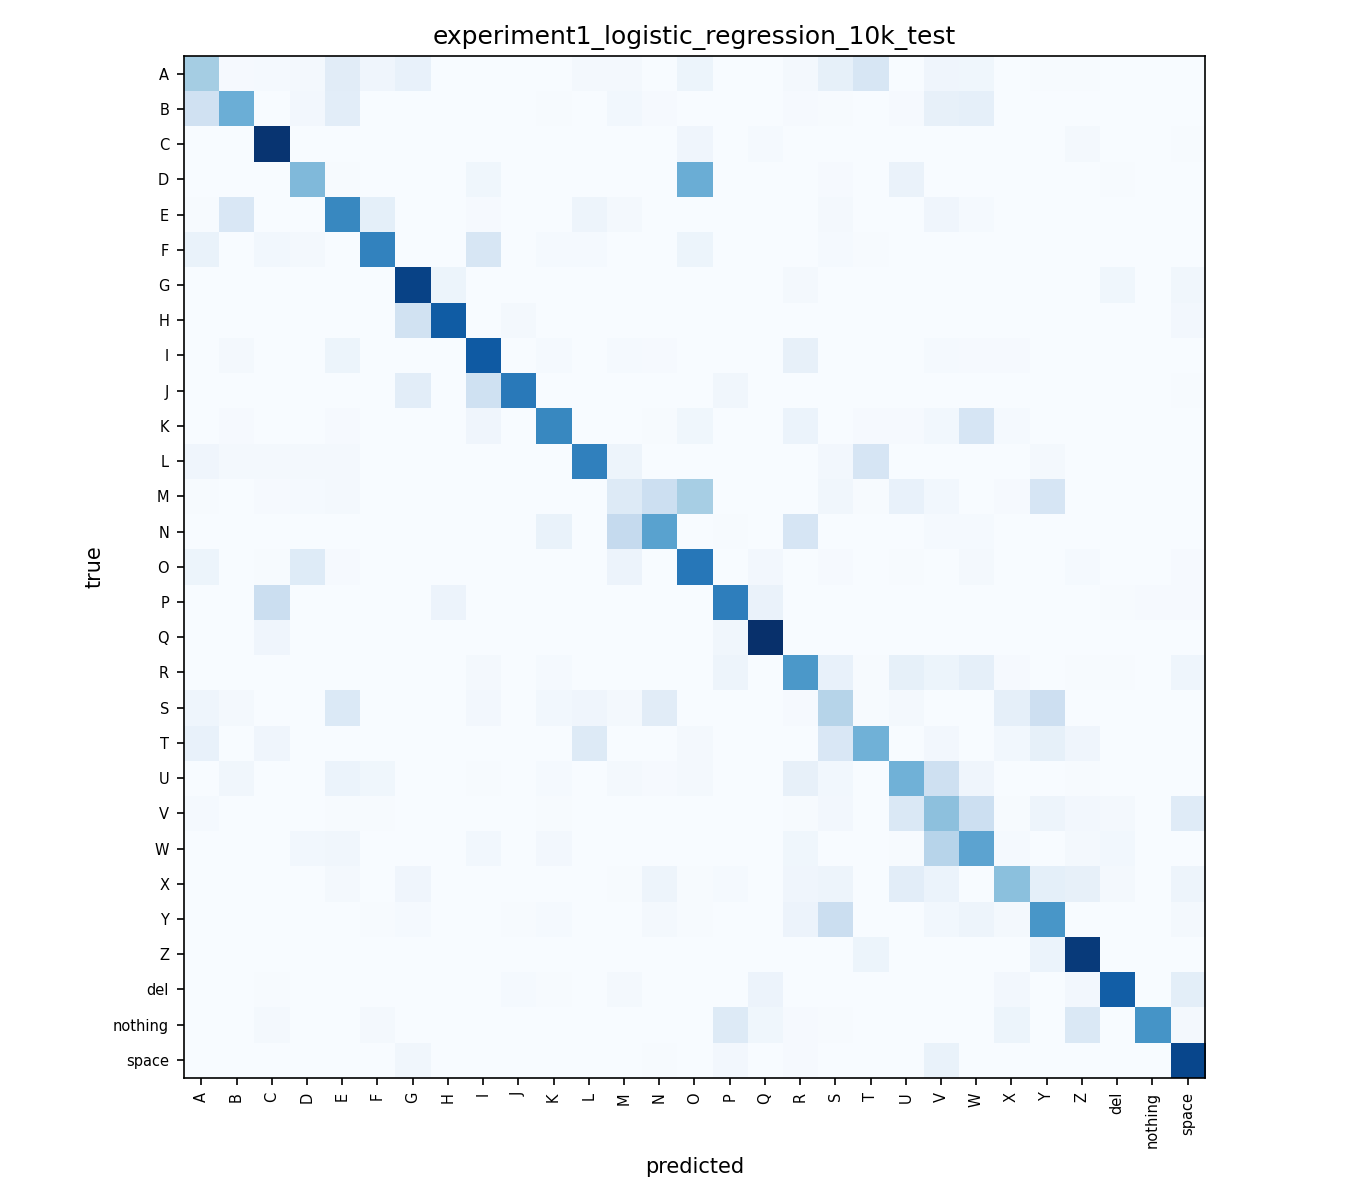 experiment1_logistic_regression_10k_test
A
B
C
D
E
F
G
H
I
J
K
L
M
N
O
P
Q
R
S
T
U
V
W
X
Y
Z
del
nothing
space
true
A B C D E F G H I J K L M N O P Q R S T U V W X Y Z del nothing space
predicted